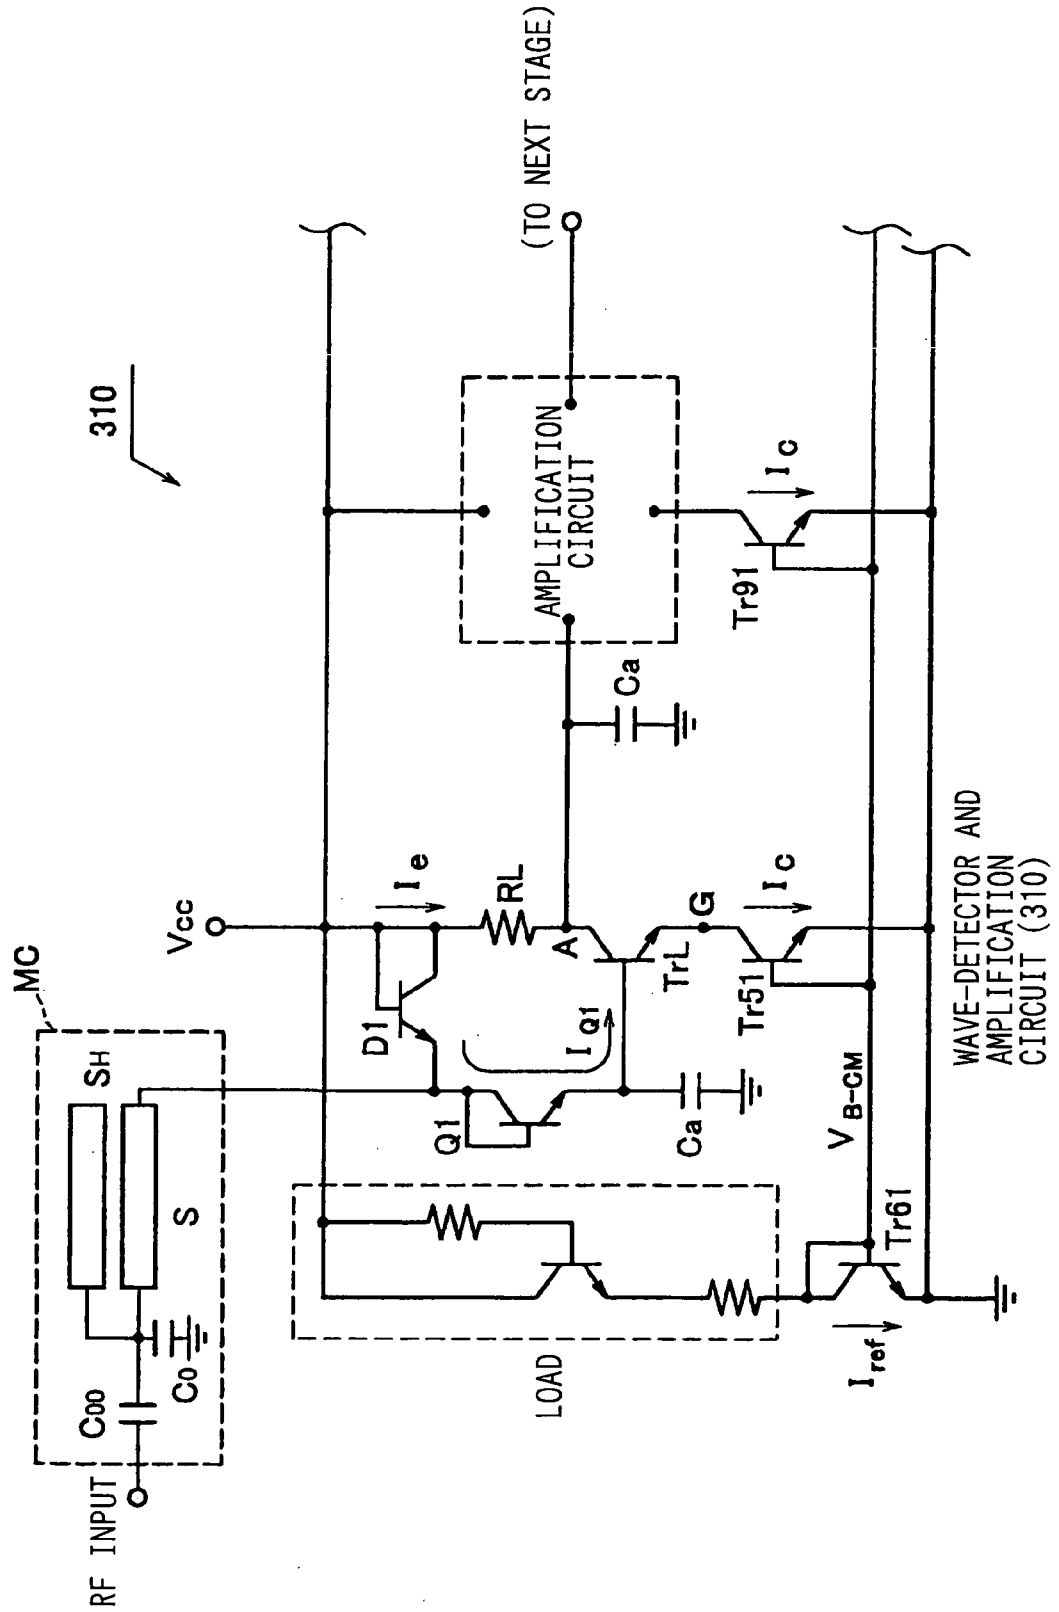 310
MC
SH
S
C00
C0
RF INPUT
Vcc
D1
Ie
RL
A
TrL
G
IQ1
Q1
Ca
Ca
AMPLIFICATION
CIRCUIT
(TO NEXT STAGE)
LOAD
Tr51
IC
Tr91
IC
VB-CM
Tr61
Iref
WAVE-DETECTOR AND
AMPLIFICATION
CIRCUIT (310)